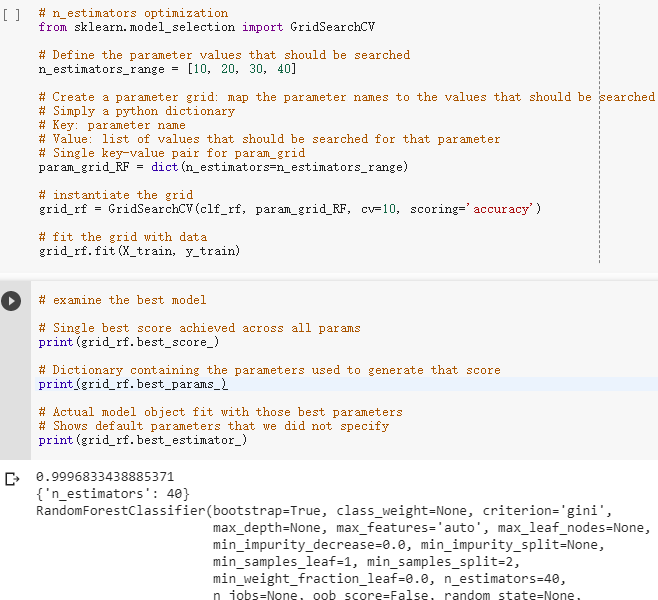 [ ] # n_estimators optimization
from sklearn.model_selection import GridSearchCV
# Define the parameter values that should be searched
n_estimators_range = [10, 20, 30, 40]
# Create a parameter grid: map the parameter names to the values that should be searched
# Simply a python dictionary
# Key: parameter name
# Value: list of values that should be searched for that parameter
# Single key-value pair for param_grid
param_grid_RF = dict(n_estimators=n_estimators_range)
# instantiate the grid
grid_rf = GridSearchCV(clf_rf, param_grid_RF, cv=10, scoring='accuracy')
# fit the grid with data
grid_rf.fit(X_train, y_train)
# examine the best model
# Single best score achieved across all params
print(grid_rf.best_score_)
# Dictionary containing the parameters used to generate that score
print(grid_rf.best_params_)
# Actual model object fit with those best parameters
# Shows default parameters that we did not specify
print(grid_rf.best_estimator_)
0.9996833438885371
{'n_estimators': 40}
RandomForestClassifier(bootstrap=True, class_weight=None, criterion='gini',
max_depth=None, max_features='auto', max_leaf_nodes=None,
min_impurity_decrease=0.0, min_impurity_split=None,
min_samples_leaf=1, min_samples_split=2,
min_weight_fraction_leaf=0.0, n_estimators=40,
n_jobs=None, oob_score=False, random_state=None,